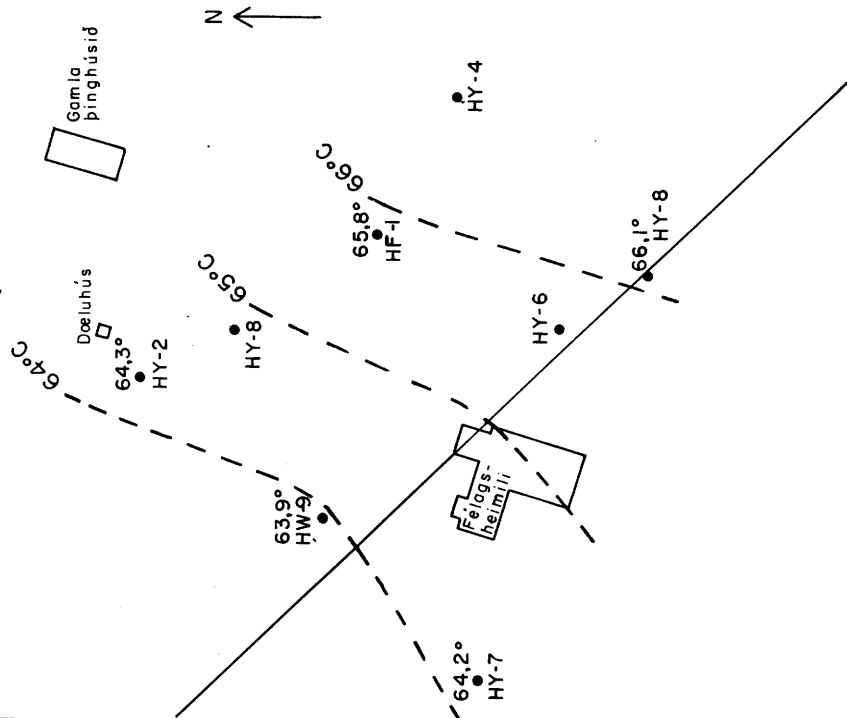 N
Gamla
þinghúsið
HY-4
66°C
65,8°
HF-1
66,1°
HY-8
65°C
Dœluhús
HY-8
HY-6
64°C
64,3°
HY-2
63,9°
HW-9
Félags-
heimili
64,2°
HY-7